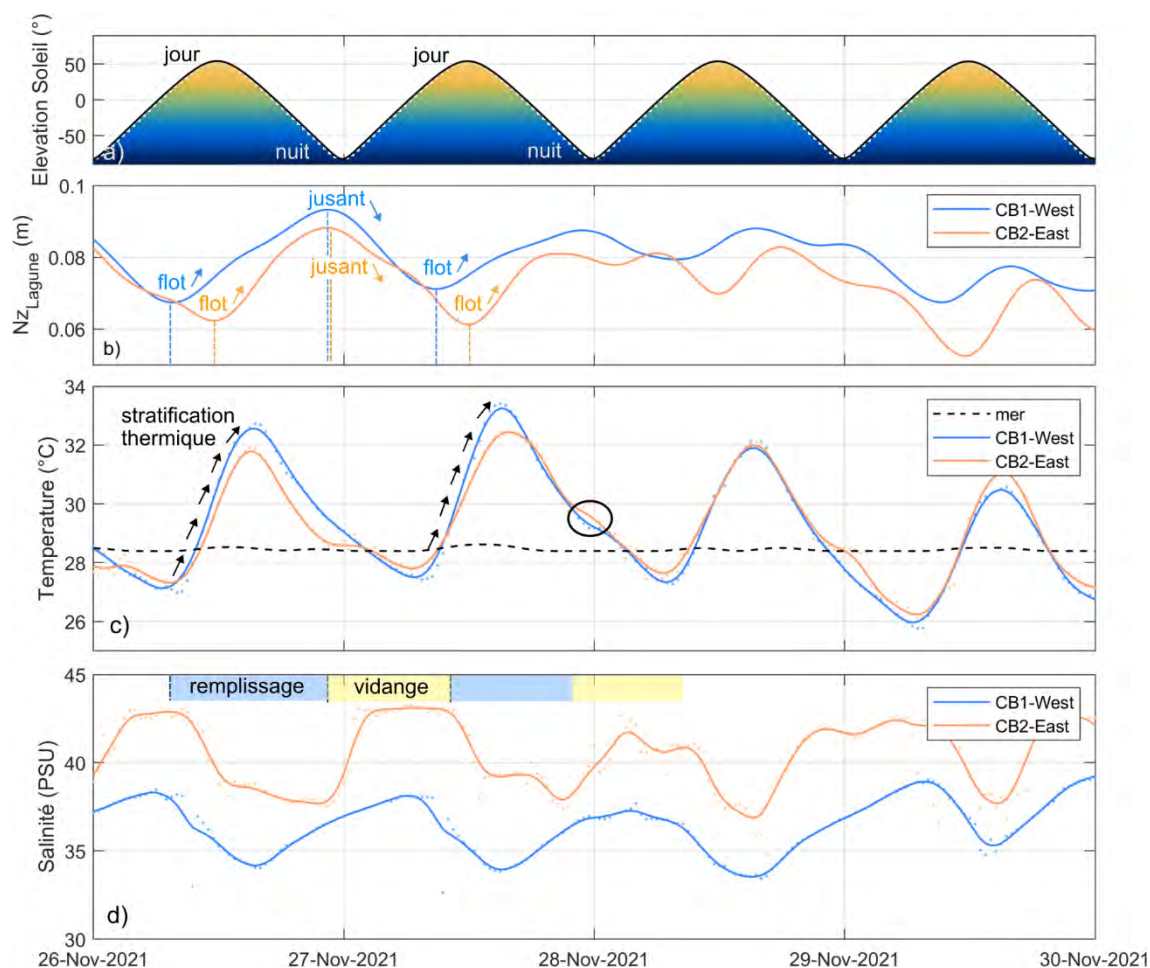 Elevation Soleil (°)
50
0
-50
jour
jour
nuit
nuit
a)
Nz Lagune (m)
0.1
0.08
0.06
jusant
jusant
flot
flot
flot
flot
CB1-West
CB2-East
b)
Temperature (°C)
34
32
30
28
26
stratification
thermique
mer
CB1-West
CB2-East
c)
Salinité (PSU)
45
40
35
30
remplissage
vidange
CB1-West
CB2-East
d)
26-Nov-2021
27-Nov-2021
28-Nov-2021
29-Nov-2021
30-Nov-2021